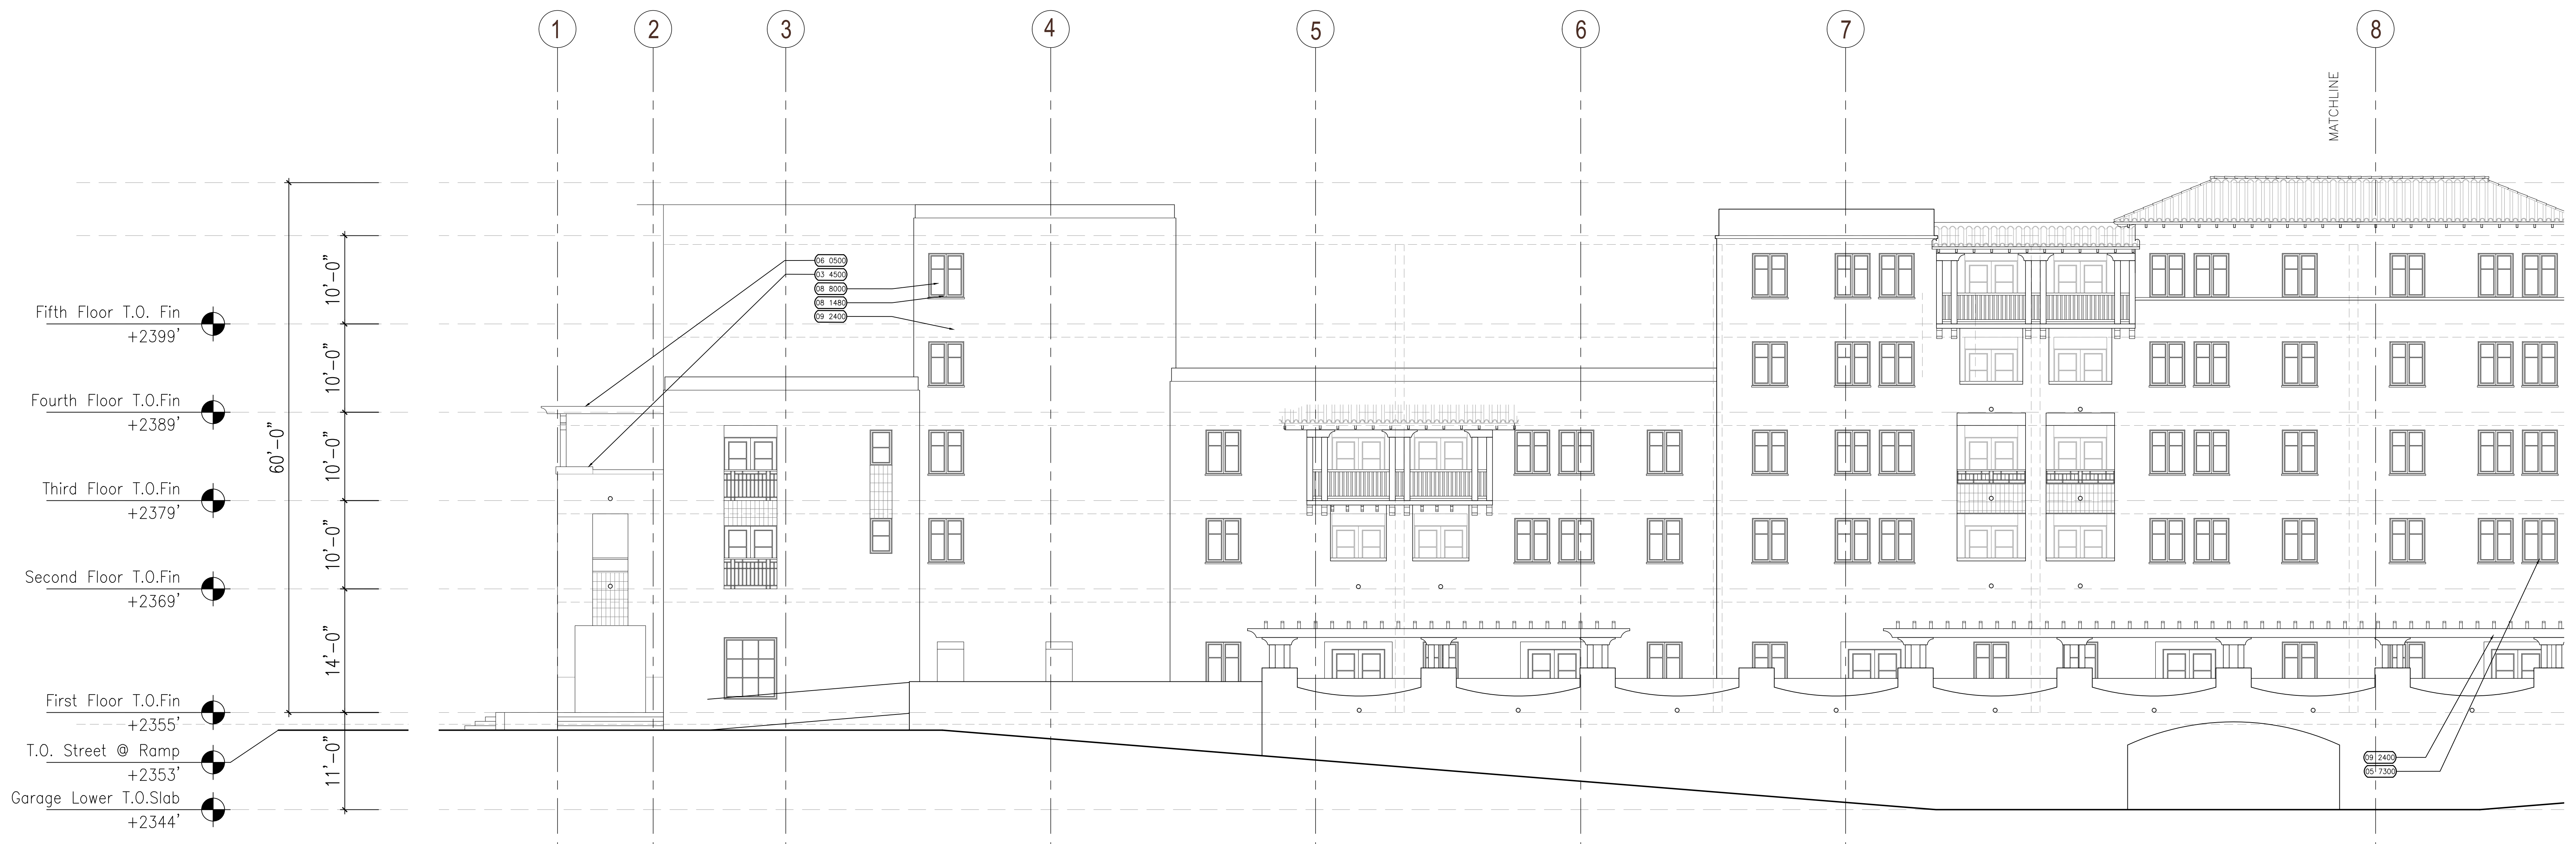 1 2 3 4 5 6 7 8
MATCHLINE
06 0500
03 4500
08 8000
08 1480
09 2400
10'-0"
Fifth Floor T.O. Fin
+2399'
10'-0"
Fourth Floor T.O.Fin
+2389'
60'-0"
10'-0"
Third Floor T.O.Fin
+2379'
10'-0"
Second Floor T.O.Fin
+2369'
14'-0"
First Floor T.O.Fin
+2355'
T.O. Street @ Ramp
+2353'
11'-0"
Garage Lower T.O.Slab
+2344'
09 2400
05 7300